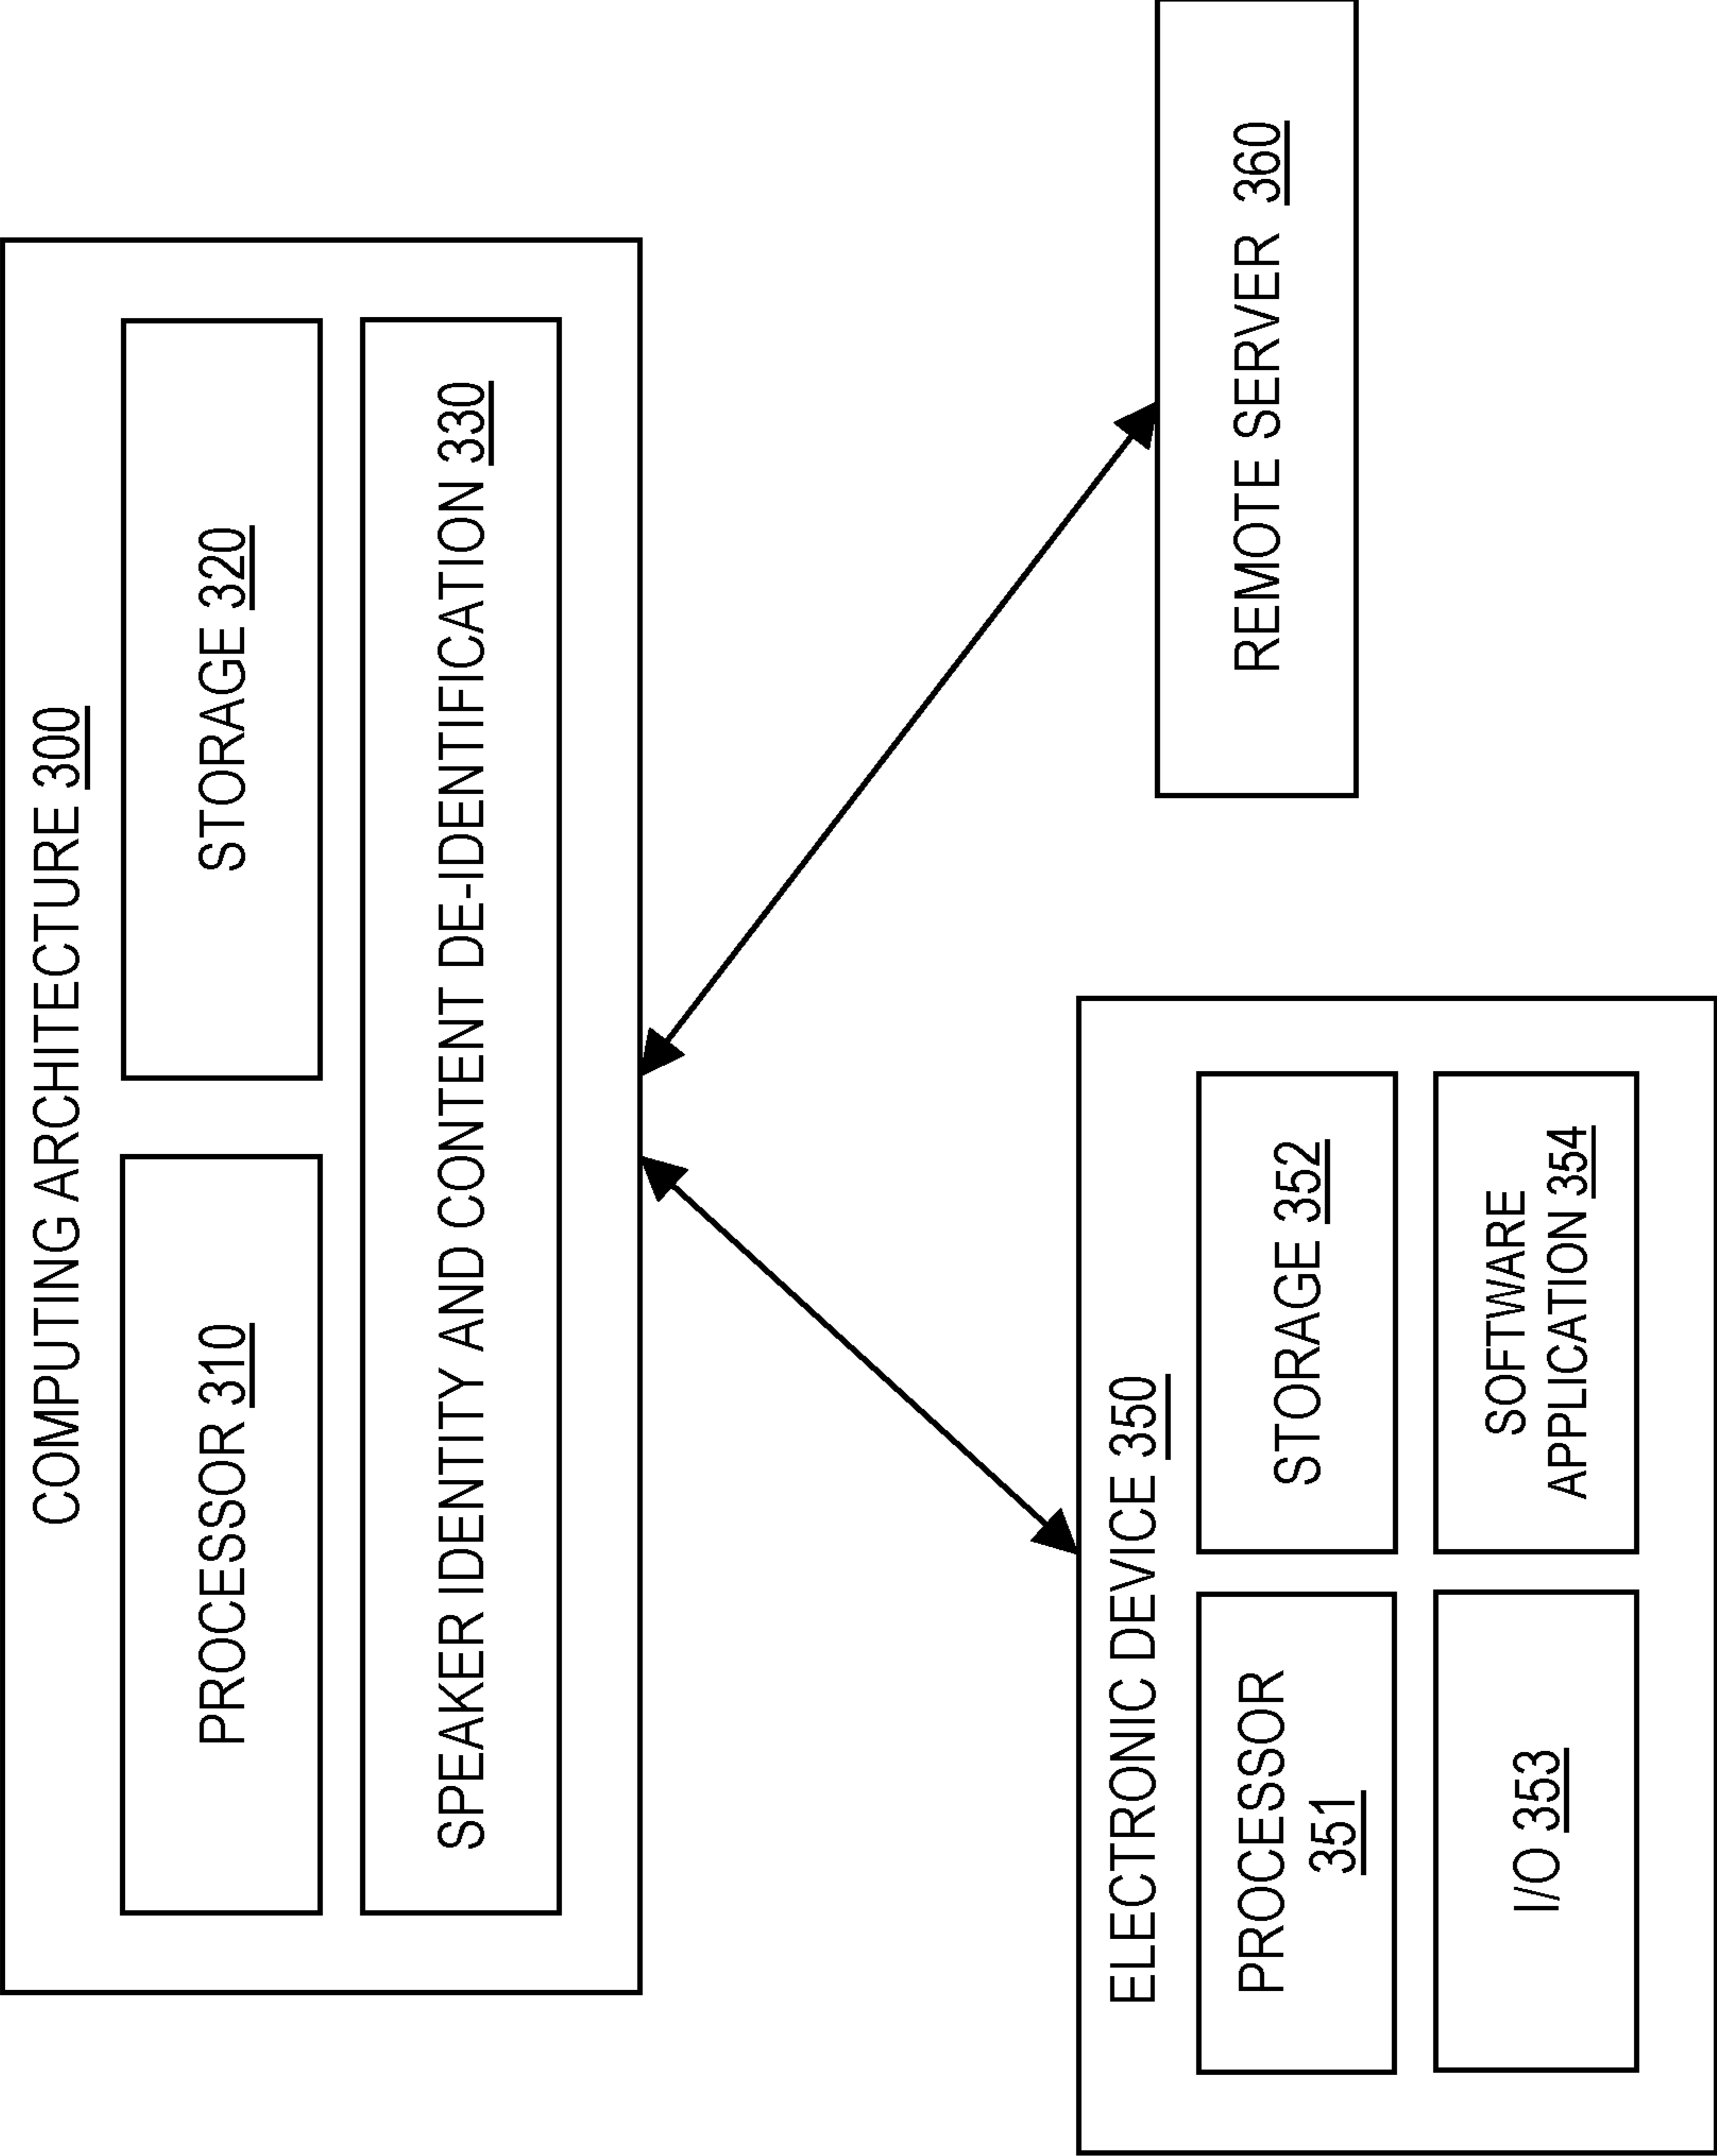 COMPUTING ARCHITECTURE 300
PROCESSOR 310
STORAGE 320
SPEAKER IDENTITY AND CONTENT DE-IDENTIFICATION 330
ELECTRONIC DEVICE 350
PROCESSOR
351
STORAGE 352
I/O 353
SOFTWARE
APPLICATION 354
REMOTE SERVER 360